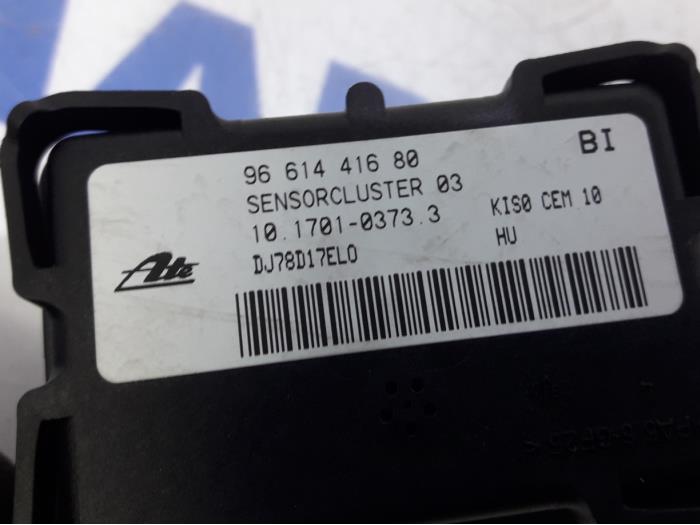 96 614 416 80
BI
SENSORCLUSTER 03
10.1701-0373.3
KIS0 CEM 10
DJ78D17EL0
HU
Ate